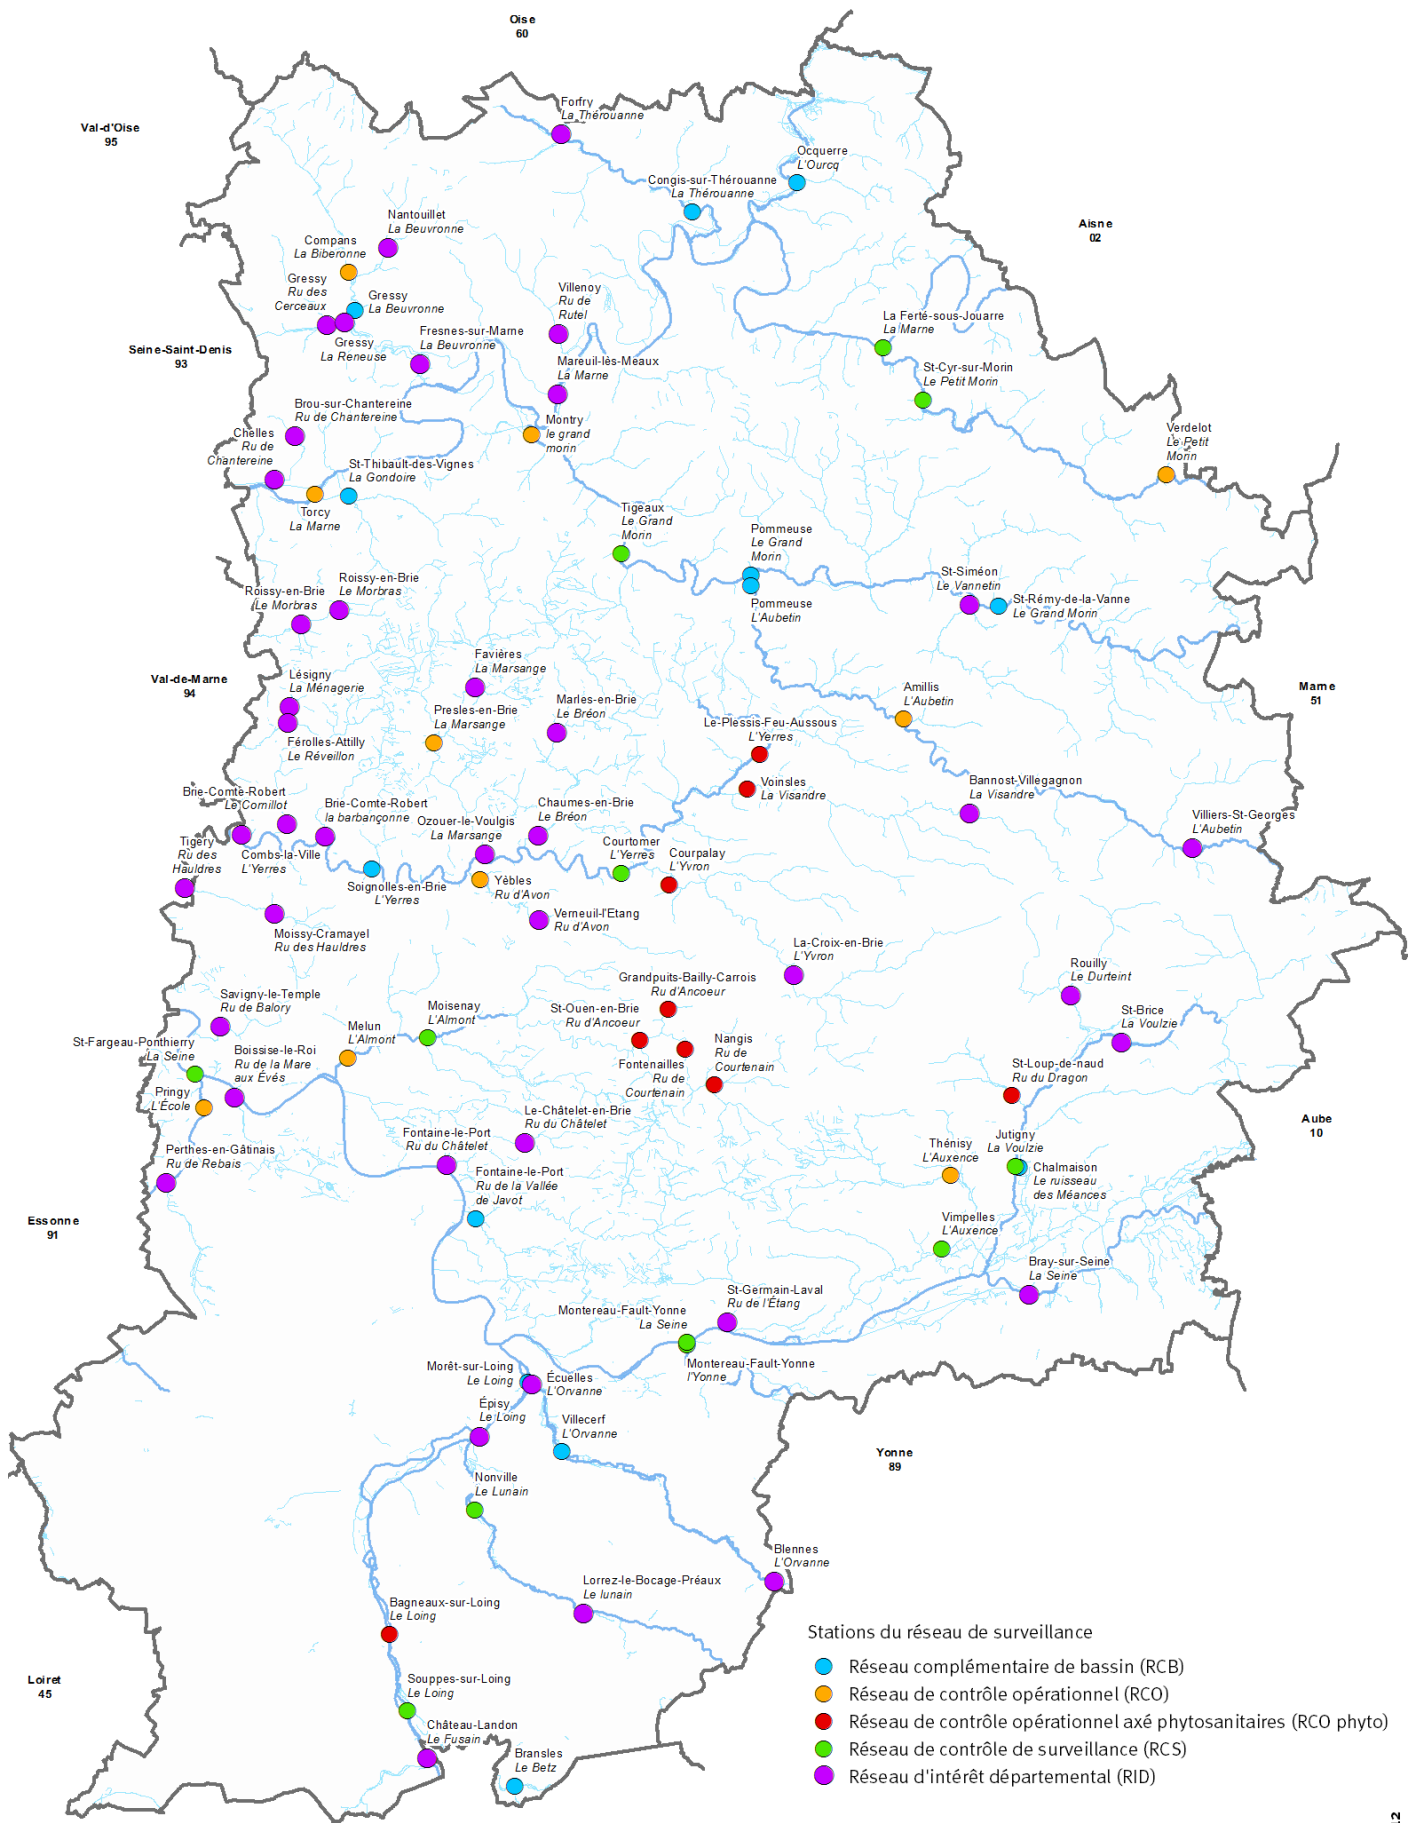 Oise
60
Val-d'Oise
95
Forfry
La Thérouanne
Ocquerre
L'Ourcq
Congis-sur-Thérouanne
La Thérouanne
Aisne
02
Nantouillet
La Beuvronne
Compans
La Biberonne
Gressy
Ru des
Cerceaux
Gressy
La Beuvronne
Gressy
La Reneuse
Villenoy
Ru de
Rutel
Fresnes-sur-Marne
La Beuvronne
La Ferté-sous-Jouarre
La Marne
Seine-Saint-Denis
93
Mareuil-lès-Meaux
La Marne
St-Cyr-sur-Morin
Le Petit Morin
Brou-sur-Chantereine
Ru de Chantereine
Chelles
Ru de
Chantereine
Montry
le grand
morin
Verdelot
Le Petit
Morin
St-Thibault-des-Vignes
La Gondoire
Torcy
La Marne
Tigeaux
Le Grand
Morin
Pommeuse
Le Grand
Morin
Pommeuse
L'Aubetin
St-Siméon
Le Vannetin
St-Rémy-de-la-Vanne
Le Grand Morin
Roissy-en-Brie
Le Morbras
Roissy-en-Brie
Le Morbras
Val-de-Marne
94
Lésigny
La Ménagerie
Favières
La Marsange
Marne
51
Marles-en-Brie
Le Bréon
Presles-en-Brie
La Marsange
Amillis
L'Aubetin
Le-Plessis-Feu-Aussous
L'Yerres
Férolles-Attilly
Le Réveillon
Voinsles
La Visandre
Bannost-Villegagnon
La Visandre
Brie-Comte-Robert
Le Cornillot
Brie-Comte-Robert
la barbançonne
Chaumes-en-Brie
Le Bréon
Ozouer-le-Voulgis
La Marsange
Villiers-St-Georges
L'Aubetin
Tigery
Ru des
Hauldres
Combs-la-Ville
L'Yerres
Courtomer
L'Yerres
Courpalay
L'Yvron
Soignolles-en-Brie
L'Yerres
Yèbles
Ru d'Avon
Verneuil-l'Etang
Ru d'Avon
Moissy-Cramayel
Ru des Hauldres
La-Croix-en-Brie
L'Yvron
Rouilly
Le Durteint
Grandpuits-Bailly-Carrois
Ru d'Ancoeur
Savigny-le-Temple
Ru de Balory
Moisenay
L'Almont
St-Ouen-en-Brie
Ru d'Ancoeur
St-Brice
La Voulzie
Melun
L'Almont
St-Fargeau-Ponthierry
La Seine
Boissise-le-Roi
Ru de la Mare
aux Évés
Nangis
Ru de
Courtenain
Fontenailles
Ru de
Courtenain
St-Loup-de-naud
Ru du Dragon
Pringy
L'École
Le-Châtelet-en-Brie
Ru du Châtelet
Aube
10
Fontaine-le-Port
Ru du Châtelet
Thénisy
L'Auxence
Jutigny
La Voulzie
Perthes-en-Gâtinais
Ru de Rebais
Fontaine-le-Port
Ru de la Vallée
de Javot
Chalmaison
Le ruisseau
des Méances
Essonne
91
Vimpelles
L'Auxence
Bray-sur-Seine
La Seine
St-Germain-Laval
Ru de l'Étang
Montereau-Fault-Yonne
La Seine
Montereau-Fault-Yonne
l'Yonne
Morêt-sur-Loing
Le Loing
Écuelles
L'Orvanne
Épisy
Le Loing
Villecerf
L'Orvanne
Yonne
89
Nonville
Le Lunain
Blennes
L'Orvanne
Lorrez-le-Bocage-Préaux
Le lunain
Bagneaux-sur-Loing
Le Loing
Loiret
45
Souppes-sur-Loing
Le Loing
Château-Landon
Le Fusain
Bransles
Le Betz
Stations du réseau de surveillance
Réseau complémentaire de bassin (RCB)
Réseau de contrôle opérationnel (RCO)
Réseau de contrôle opérationnel axé phytosanitaires (RCO phyto)
Réseau de contrôle de surveillance (RCS)
Réseau d'intérêt départemental (RID)